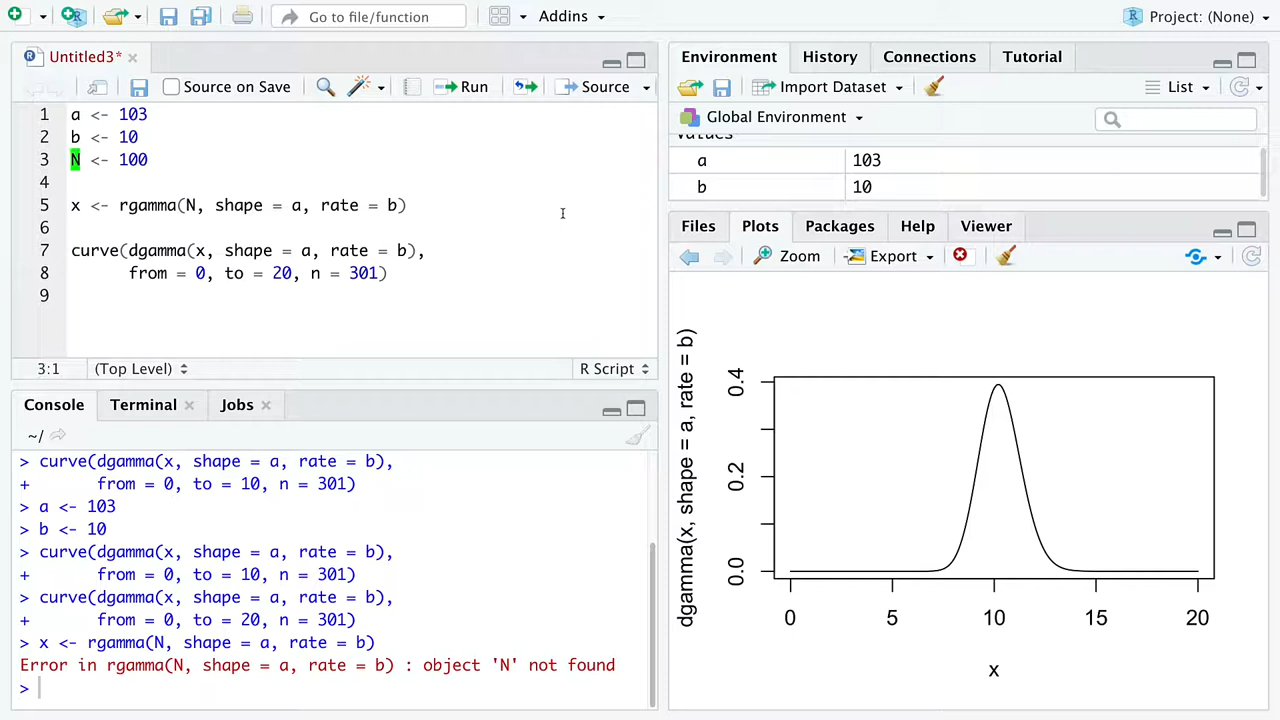 Go to file/function
Addins
Project: (None)
Untitled3*
Source on Save
Run
Source
1 a <- 103
2 b <- 10
3 N <- 100
4
5 x <- rgamma(N, shape = a, rate = b)
6
7 curve(dgamma(x, shape = a, rate = b),
8 from = 0, to = 20, n = 301)
9
3:1
(Top Level)
R Script
Console
Terminal
Jobs
~/
> curve(dgamma(x, shape = a, rate = b),
+ from = 0, to = 10, n = 301)
> a <- 103
> b <- 10
> curve(dgamma(x, shape = a, rate = b),
+ from = 0, to = 10, n = 301)
> curve(dgamma(x, shape = a, rate = b),
+ from = 0, to = 20, n = 301)
> x <- rgamma(N, shape = a, rate = b)
Error in rgamma(N, shape = a, rate = b) : object 'N' not found
>
Environment
History
Connections
Tutorial
Import Dataset
List
Global Environment
Values
a 103
b 10
Files
Plots
Packages
Help
Viewer
Zoom
Export
dgamma(x, shape = a, rate = b)
0.4
0.2
0.0
0 5 10 15 20
x